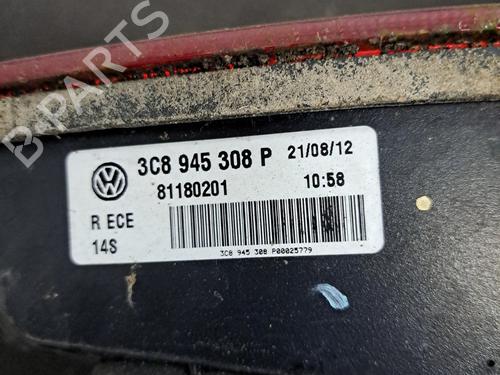 B-PARTS
3C8 945 308 P 21/08/12
81180201 10:58
R ECE
14S
3C8 945 308 P00025779